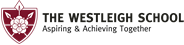 THE WESTLEIGH SCHOOL
Aspiring & Achieving Together